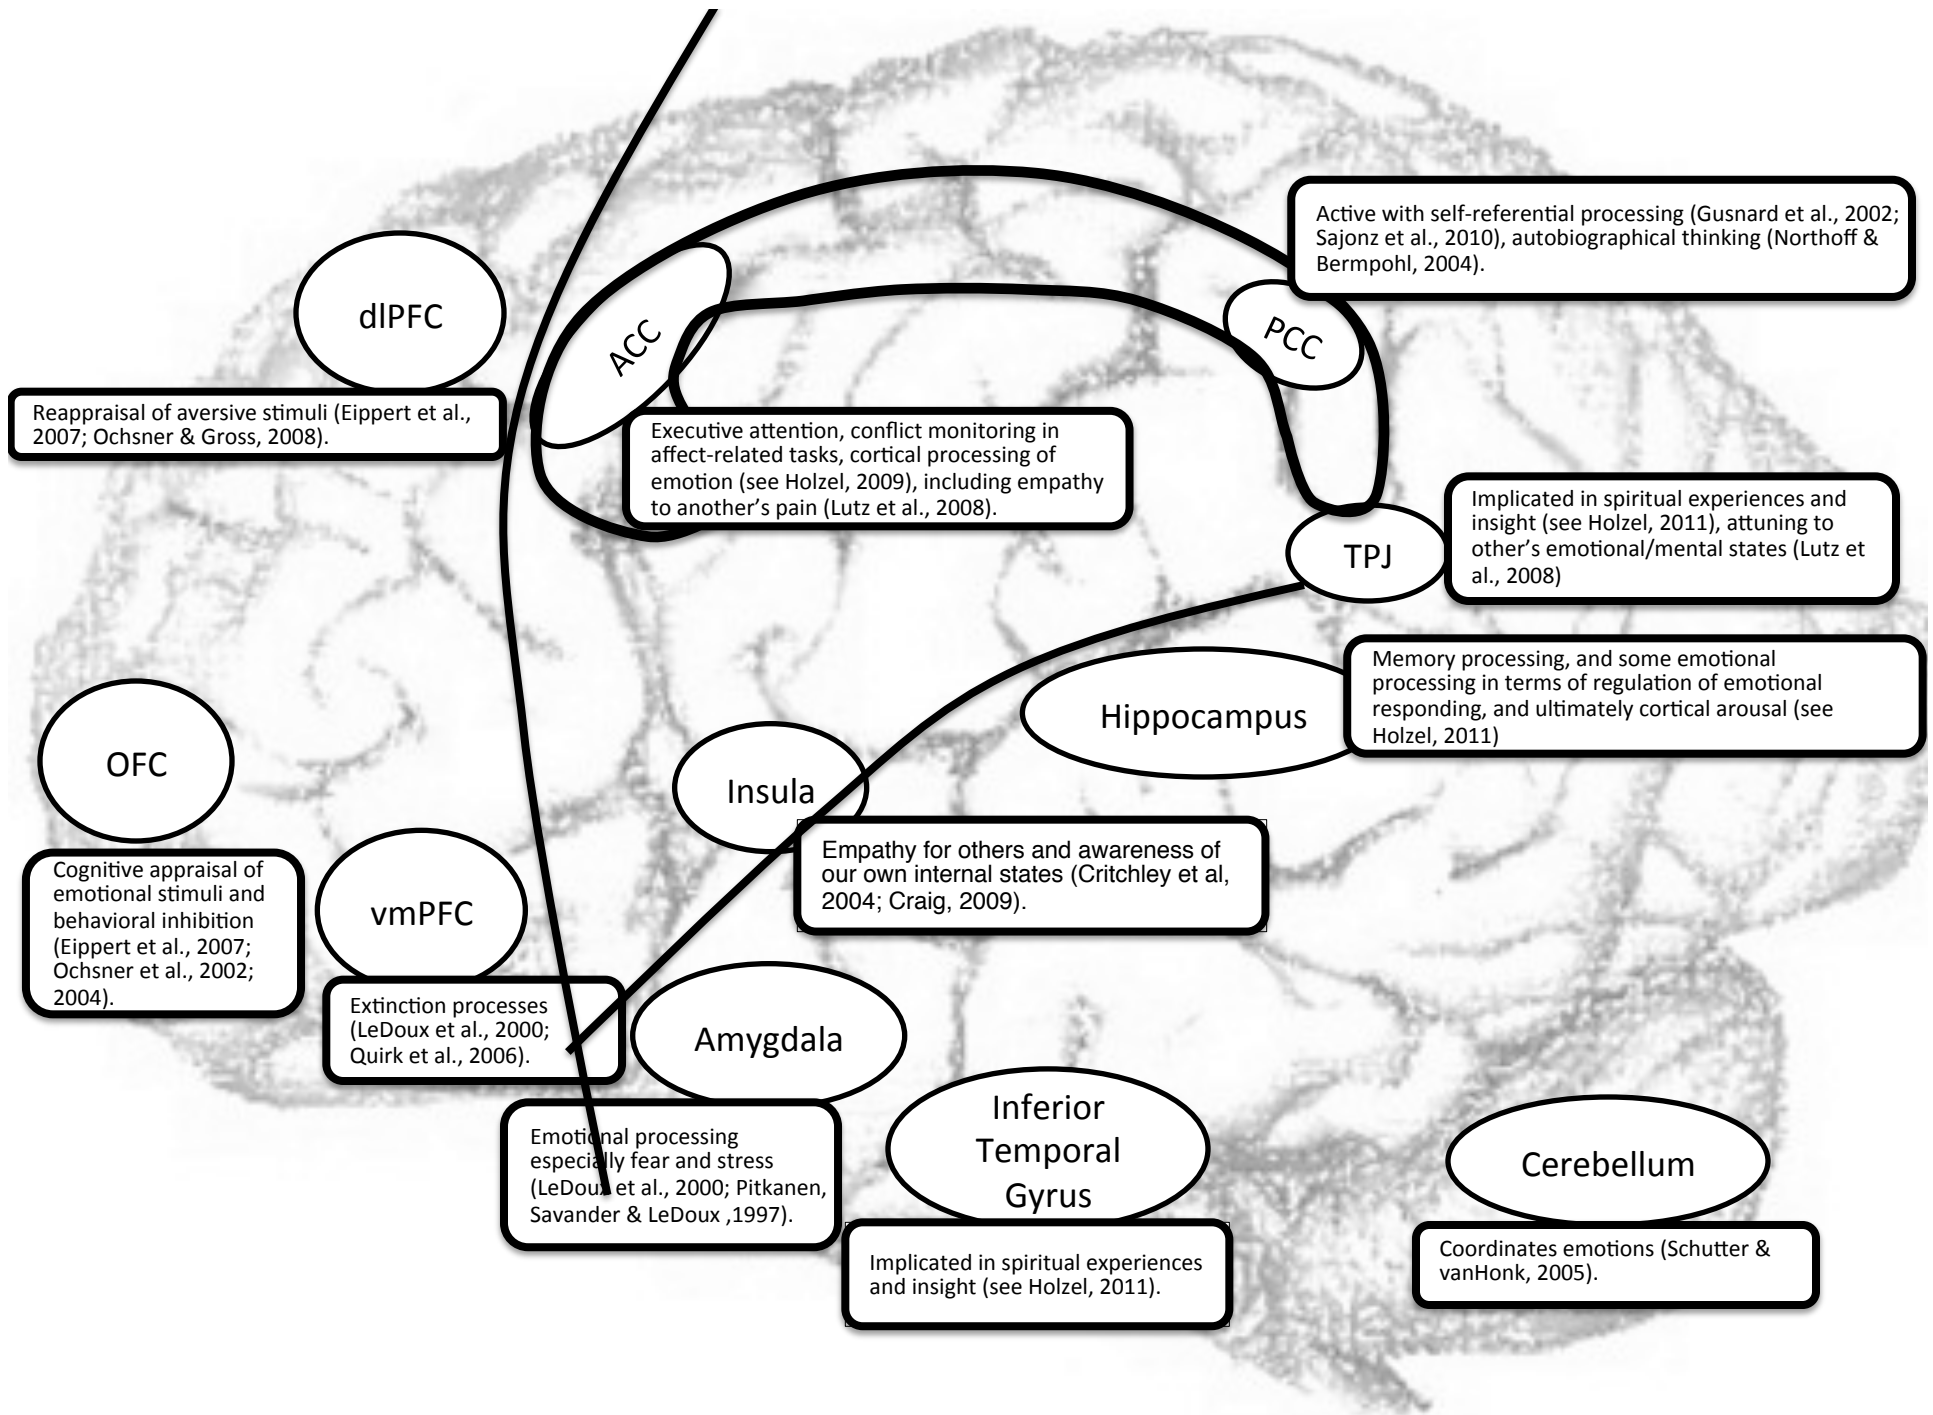 dlPFC
Reappraisal of aversive stimuli (Eippert et al.,
2007; Ochsner & Gross, 2008).
ACC
Executive attention, conflict monitoring in
affect-related tasks, cortical processing of
emotion (see Holzel, 2009), including empathy
to another’s pain (Lutz et al., 2008).
PCC
Active with self-referential processing (Gusnard et al., 2002;
Sajonz et al., 2010), autobiographical thinking (Northoff &
Bermpohl, 2004).
TPJ
Implicated in spiritual experiences and
insight (see Holzel, 2011), attuning to
other’s emotional/mental states (Lutz et
al., 2008)
Hippocampus
Memory processing, and some emotional
processing in terms of regulation of emotional
responding, and ultimately cortical arousal (see
Holzel, 2011)
OFC
Cognitive appraisal of
emotional stimuli and
behavioral inhibition
(Eippert et al., 2007;
Ochsner et al., 2002;
2004).
Insula
Empathy for others and awareness of
our own internal states (Critchley et al,
2004; Craig, 2009).
vmPFC
Extinction processes
(LeDoux et al., 2000;
Quirk et al., 2006).
Amygdala
Emotional processing
especially fear and stress
(LeDoux et al., 2000; Pitkanen,
Savander & LeDoux ,1997).
Inferior
Temporal
Gyrus
Implicated in spiritual experiences
and insight (see Holzel, 2011).
Cerebellum
Coordinates emotions (Schutter &
vanHonk, 2005).